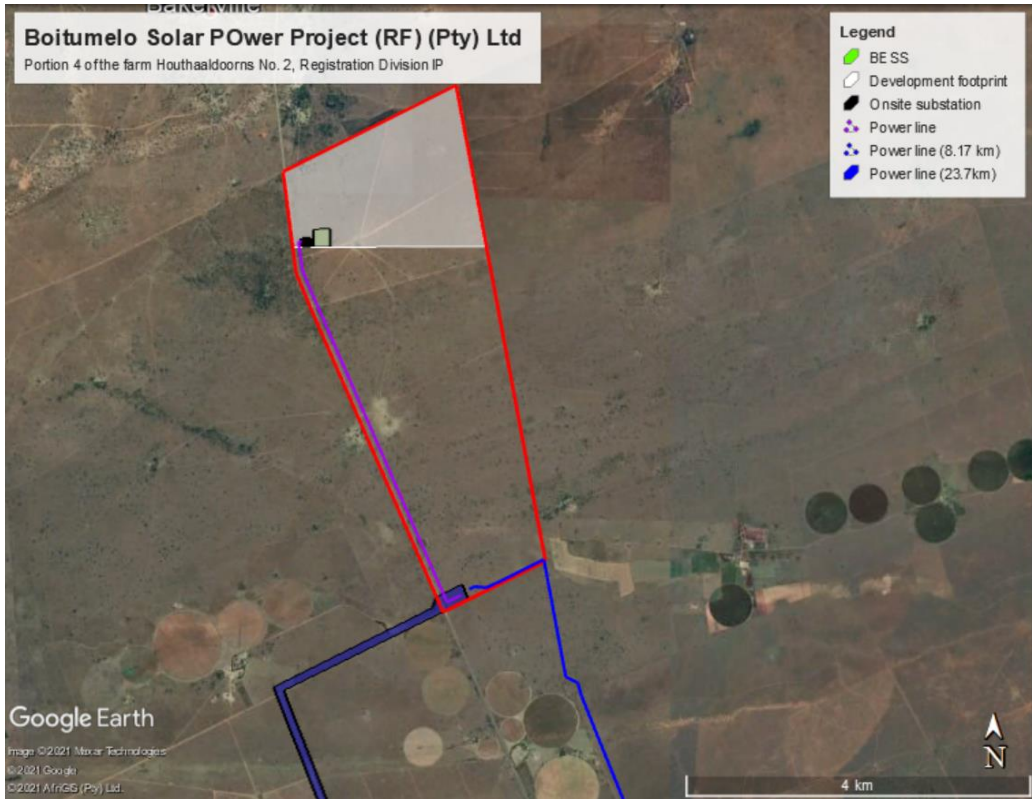 Bakerville
Boitumelo Solar POwer Project (RF) (Pty) Ltd
Portion 4 of the farm Houthaaldoorns No. 2, Registration Division IP
Legend
BESS
Development footprint
Onsite substation
Power line
Power line (8.17 km)
Power line (23.7km)
Google Earth
Image © 2021 Maxar Technologies
© 2021 Google
© 2021 AfriGIS (Pty) Ltd.
N
4 km